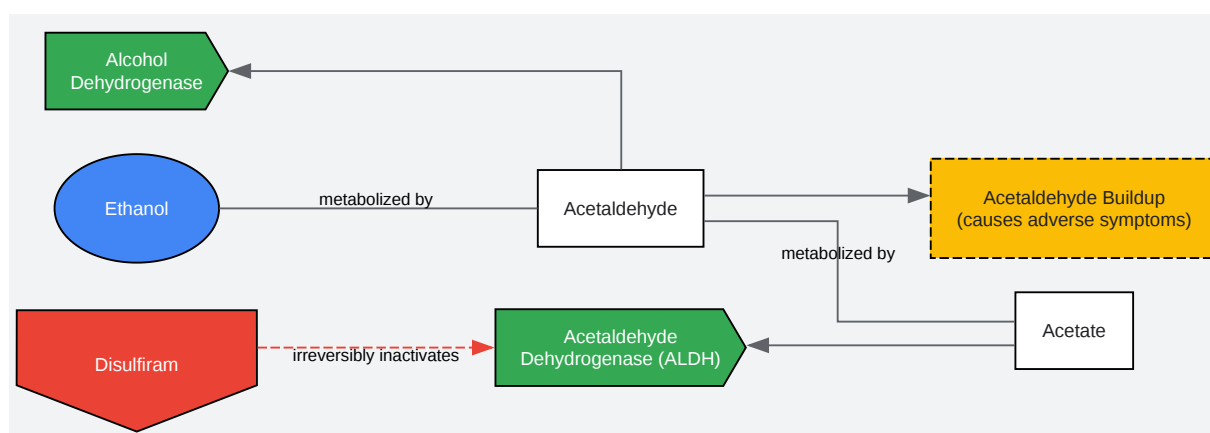 Alcohol
Dehydrogenase
Ethanol
metabolized by
Acetaldehyde
Acetaldehyde Buildup
(causes adverse symptoms)
metabolized by
Acetate
Disulfiram
irreversibly inactivates
Acetaldehyde
Dehydrogenase (ALDH)